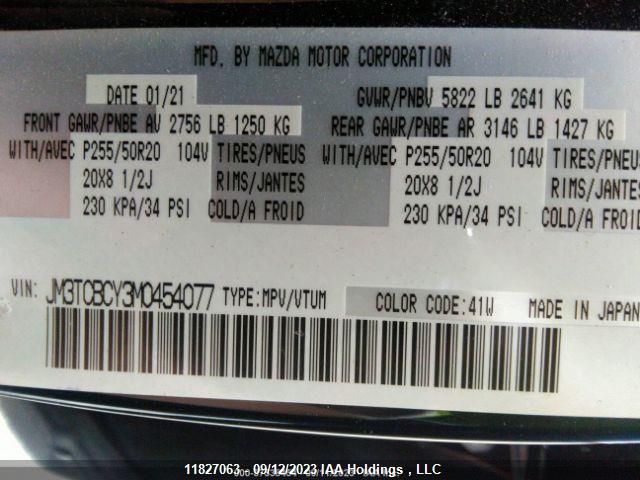 MFD. BY MAZDA MOTOR CORPORATION
DATE 01/21 GVWR/PNBV 5822 LB 2641 KG
FRONT GAWR/PNBE AV 2756 LB 1250 KG REAR GAWR/PNBE AR 3146 LB 1427 KG
WITH/AVEC P255/50R20 104V TIRES/PNEUS WITH/AVEC P255/50R20 104V TIRES/PNEUS
20X8 1/2J RIMS/JANTES 20X8 1/2J RIMS/JANTES
230 KPA/34 PSI COLD/A FROID 230 KPA/34 PSI COLD/A FROID
VIN: JM3TCBCY3M0454077 TYPE:MPV/VTUM COLOR CODE:41W MADE IN JAPAN
11827063 - 09/12/2023 IAA Holdings , LLC